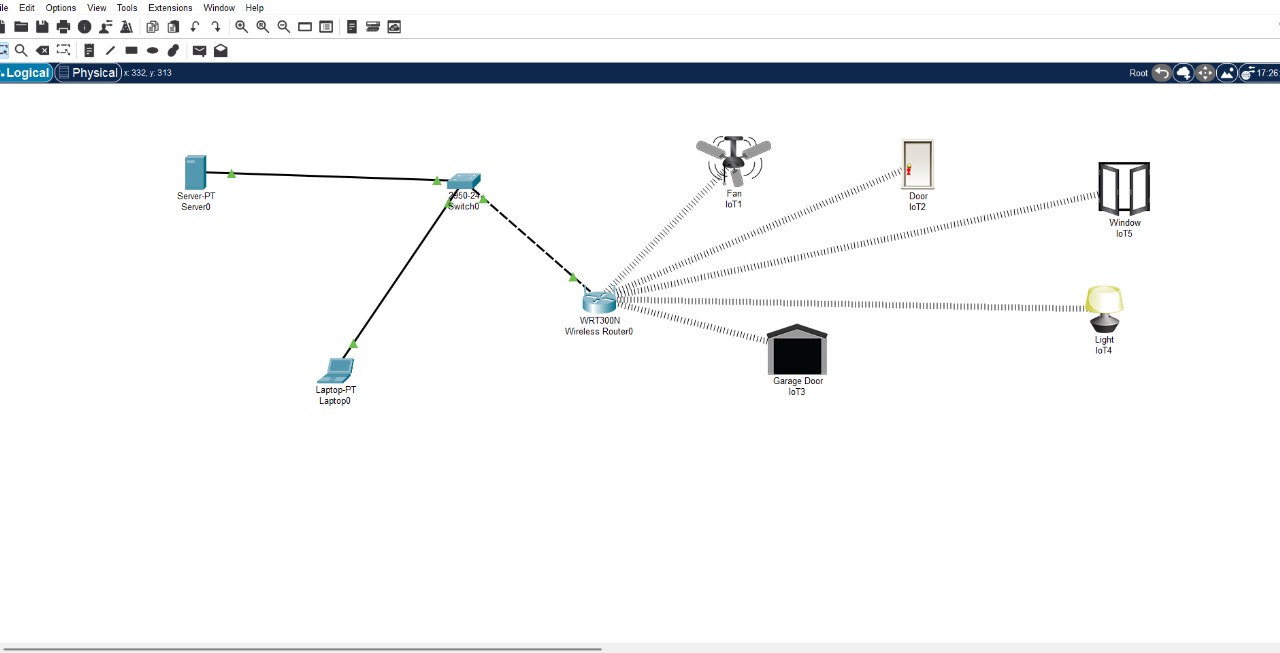 ile Edit Options View Tools Extensions Window Help
Logical Physical x: 332, y: 313 Root 17:26
Server-PT
Server0
2950-24
Switch0
Fan
IoT1
Door
IoT2
Window
IoT5
WRT300N
Wireless Router0
Light
IoT4
Garage Door
IoT3
Laptop-PT
Laptop0